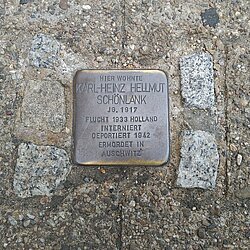 HIER WOHNTE
KARL-HEINZ HELLMUT
SCHÖNLANK
JG. 1917
FLUCHT 1933 HOLLAND
INTERNIERT
DEPORTIERT 1942
ERMORDET IN
AUSCHWITZ